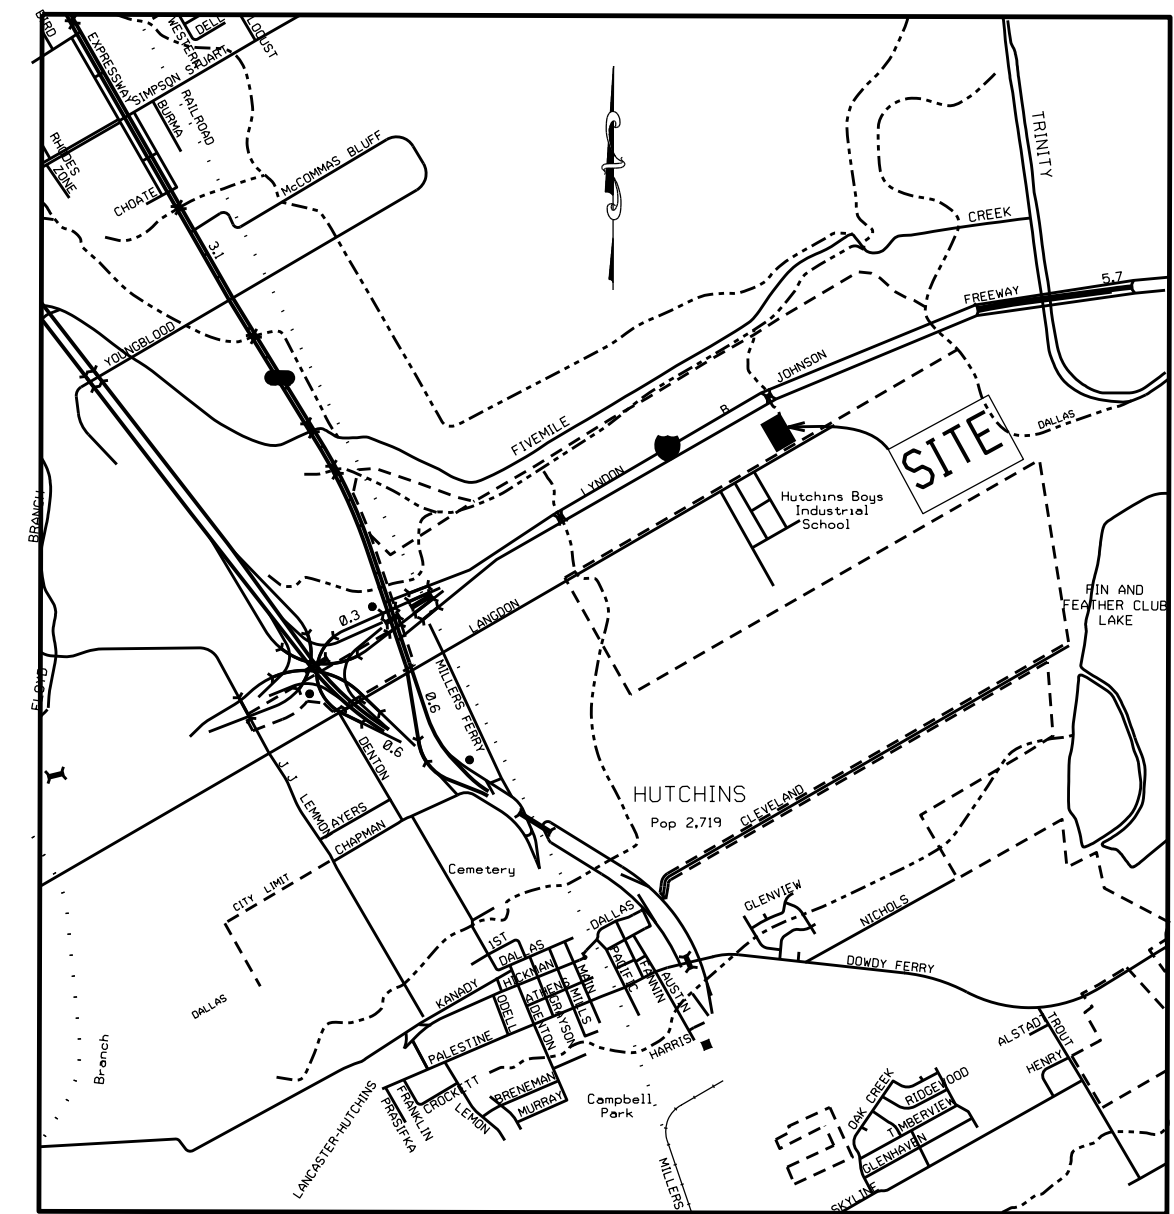 BIRD
EXPRESSWAY
WESTERN
DELL
LOCUST
SIMPSON STUART
BURMA
RAILROAD
RHODES
ZONE
CHOATE
McCOMMAS BLUFF
TRINITY
CREEK
3.1
FREEWAY
5.7
YOUNGBLOOD
JOHNSON
B
FIVEMILE
LYNDON
DALLAS
SITE
Hutchins Boys
Industrial
School
BRANCH
FIN AND
FEATHER CLUB
LAKE
0.3
LANGDON
MILLERS FERRY
0.6
FLOYD
0.6
DENTON
J J LEMMON
AYERS
CHAPMAN
HUTCHINS
Pop 2,719
CLEVELAND
Cemetery
CITY LIMIT
GLENVIEW
NICHOLS
DALLAS
1ST
DALLAS
DOWDY FERRY
HICKMAN
KANADY
ATHENS
MAIN
PACIFIC
FANNIN
AUSTIN
DALLAS
ODELL
DENTON
GRAYSON
MILLS
PALESTINE
HARRIS
ALSTAD
TROUT
HENRY
Branch
LANCASTER-HUTCHINS
FRANKLIN
PRASIFKA
CROCKETT
LEMON
BRENEMAN
MURRAY
Campbell
Park
OAK CREEK
RIDGEWOOD
TIMBERVIEW
GLENHAVEN
SKYLINE
MILLERS